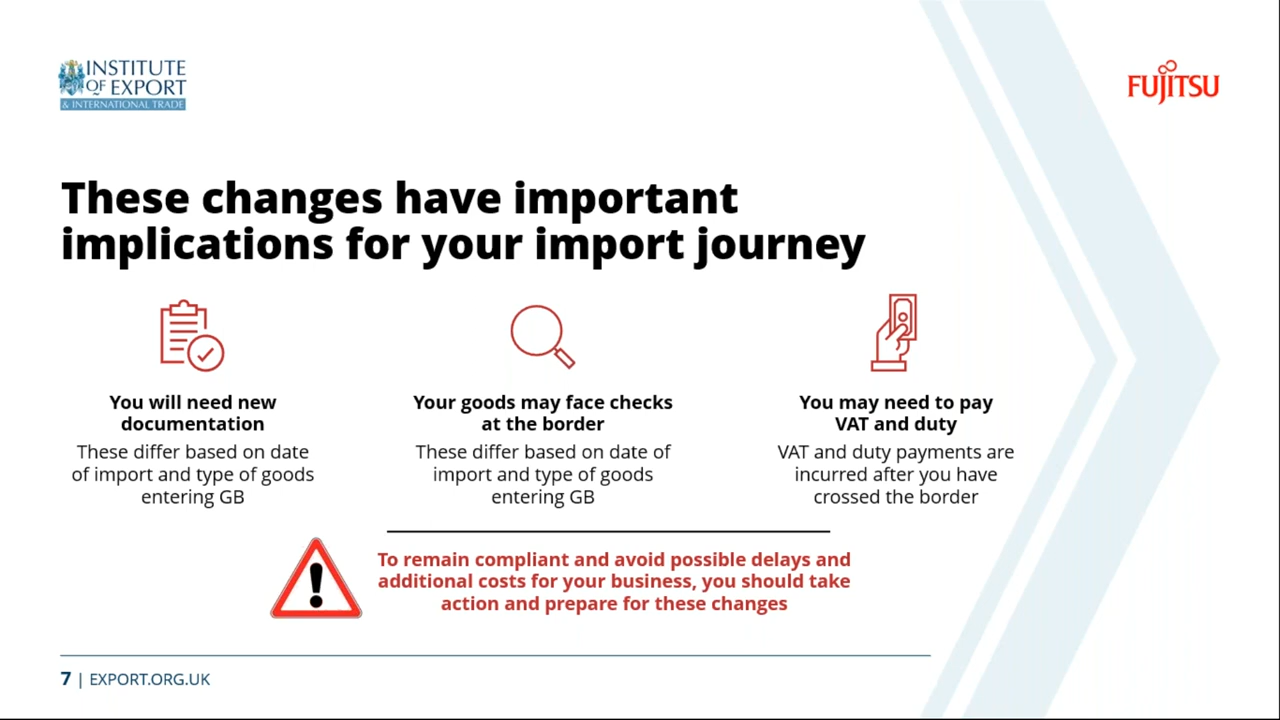 INSTITUTE
OF EXPORT
& INTERNATIONAL TRADE
FUJITSU
These changes have important
implications for your import journey
You will need new
documentation
These differ based on date
of import and type of goods
entering GB
Your goods may face checks
at the border
These differ based on date of
import and type of goods
entering GB
You may need to pay
VAT and duty
VAT and duty payments are
incurred after you have
crossed the border
To remain compliant and avoid possible delays and
additional costs for your business, you should take
action and prepare for these changes
7 | EXPORT.ORG.UK